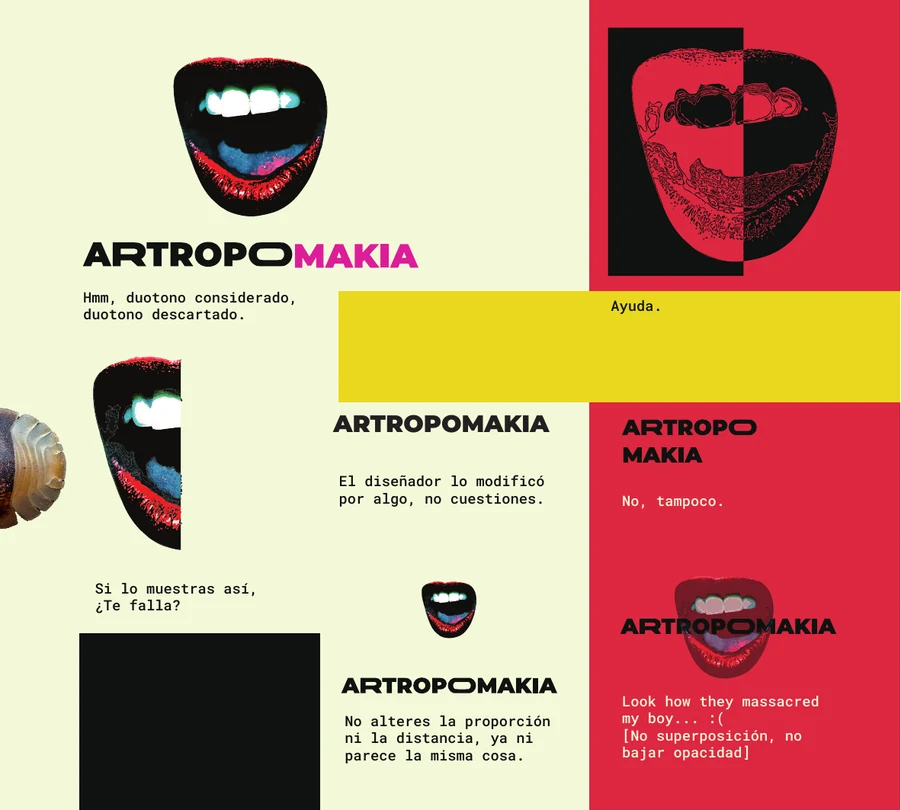 ARTROPOMAKIA
Hmm, duotono considerado,
duotono descartado.
Ayuda.
ARTROPOMAKIA
El diseñador lo modificó
por algo, no cuestiones.
ARTROPO
MAKIA
No, tampoco.
Si lo muestras así,
¿Te falla?
ARTROPOMAKIA
No alteres la proporción
ni la distancia, ya ni
parece la misma cosa.
ARTROPOMAKIA
Look how they massacred
my boy... :(
[No superposición, no
bajar opacidad]